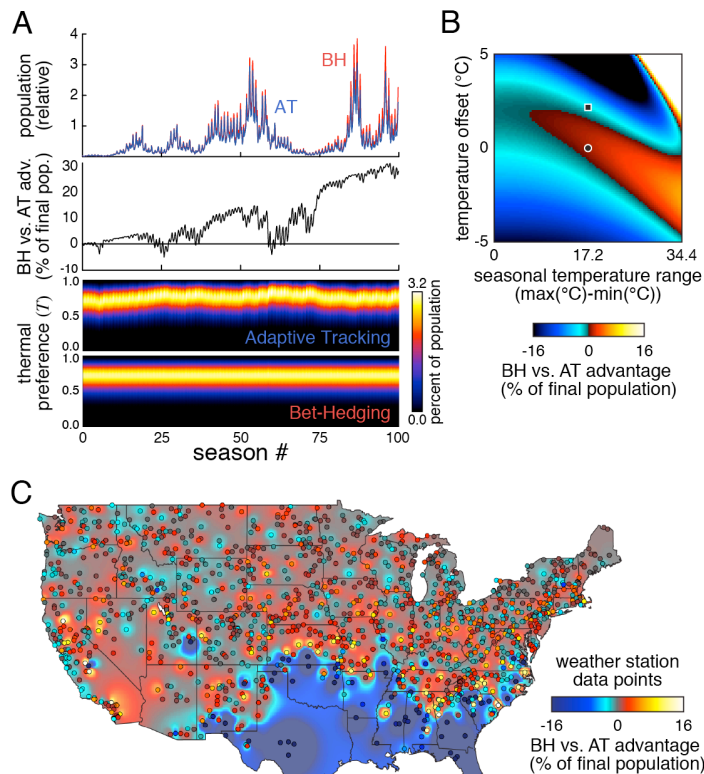 A
population
(relative)
4
3
2
1
BH
AT
BH vs. AT adv.
(% of final pop.)
30
20
10
0
-10
thermal
preference (T)
1.0
0.5
0.0
Adaptive Tracking
1.0
0.5
0.0
Bet-Hedging
3.2
0.0
percent of population
0
25
50
75
100
season #
B
temperature offset (°C)
5
0
-5
0
17.2
34.4
seasonal temperature range
(max(°C)-min(°C))
-16
0
16
BH vs. AT advantage
(% of final population)
C
weather station
data points
-16
0
16
BH vs. AT advantage
(% of final population)